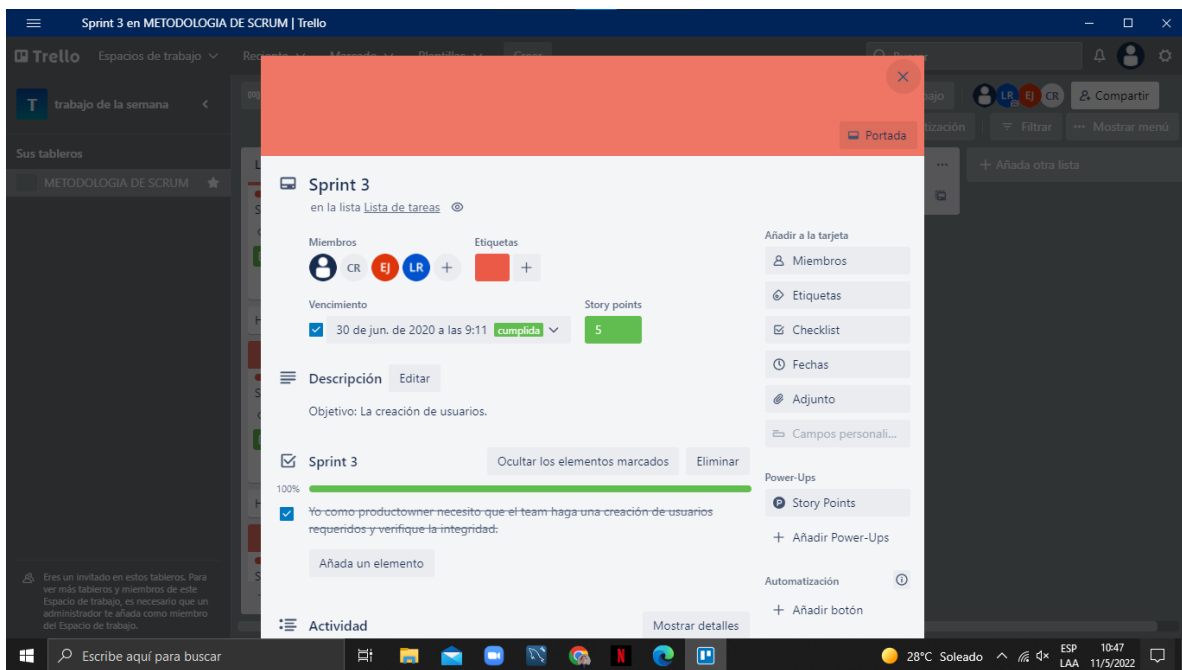 Sprint 3 en METODOLOGIA DE SCRUM | Trello
Trello Espacios de trabajo Reciente Marcado Plantillas Crear Buscar
T trabajo de la semana
LR EJ CR Compartir
Filtrar Mostrar menú
Portada
Sus tableros
METODOLOGIA DE SCRUM
+ Añada otra lista
Sprint 3
en la lista Lista de tareas
Miembros Etiquetas
CR EJ LR +
+
Vencimiento Story points
30 de jun. de 2020 a las 9:11 cumplida 5
Descripción Editar
Objetivo: La creación de usuarios.
Sprint 3 Ocultar los elementos marcados Eliminar
100%
Yo como productowner necesito que el team haga una creación de usuarios
requeridos y verifique la integridad.
Añada un elemento
Actividad Mostrar detalles
Añadir a la tarjeta
Miembros
Etiquetas
Checklist
Fechas
Adjunto
Campos personali...
Power-Ups
Story Points
+ Añadir Power-Ups
Automatización
+ Añadir botón
Eres un invitado en estos tableros. Para
ver más tableros y miembros de este
Espacio de trabajo, es necesario que un
administrador te añada como miembro
del Espacio de trabajo.
Escribe aquí para buscar
28°C Soleado
ESP
LAA
10:47
11/5/2022